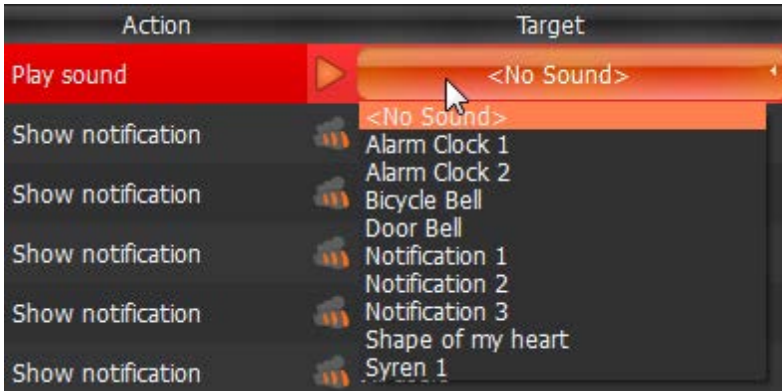 Action Target
Play sound <No Sound>
<No Sound>
Show notification
Alarm Clock 1
Alarm Clock 2
Show notification
Bicycle Bell
Door Bell
Show notification
Notification 1
Notification 2
Show notification
Notification 3
Shape of my heart
Show notification
Syren 1